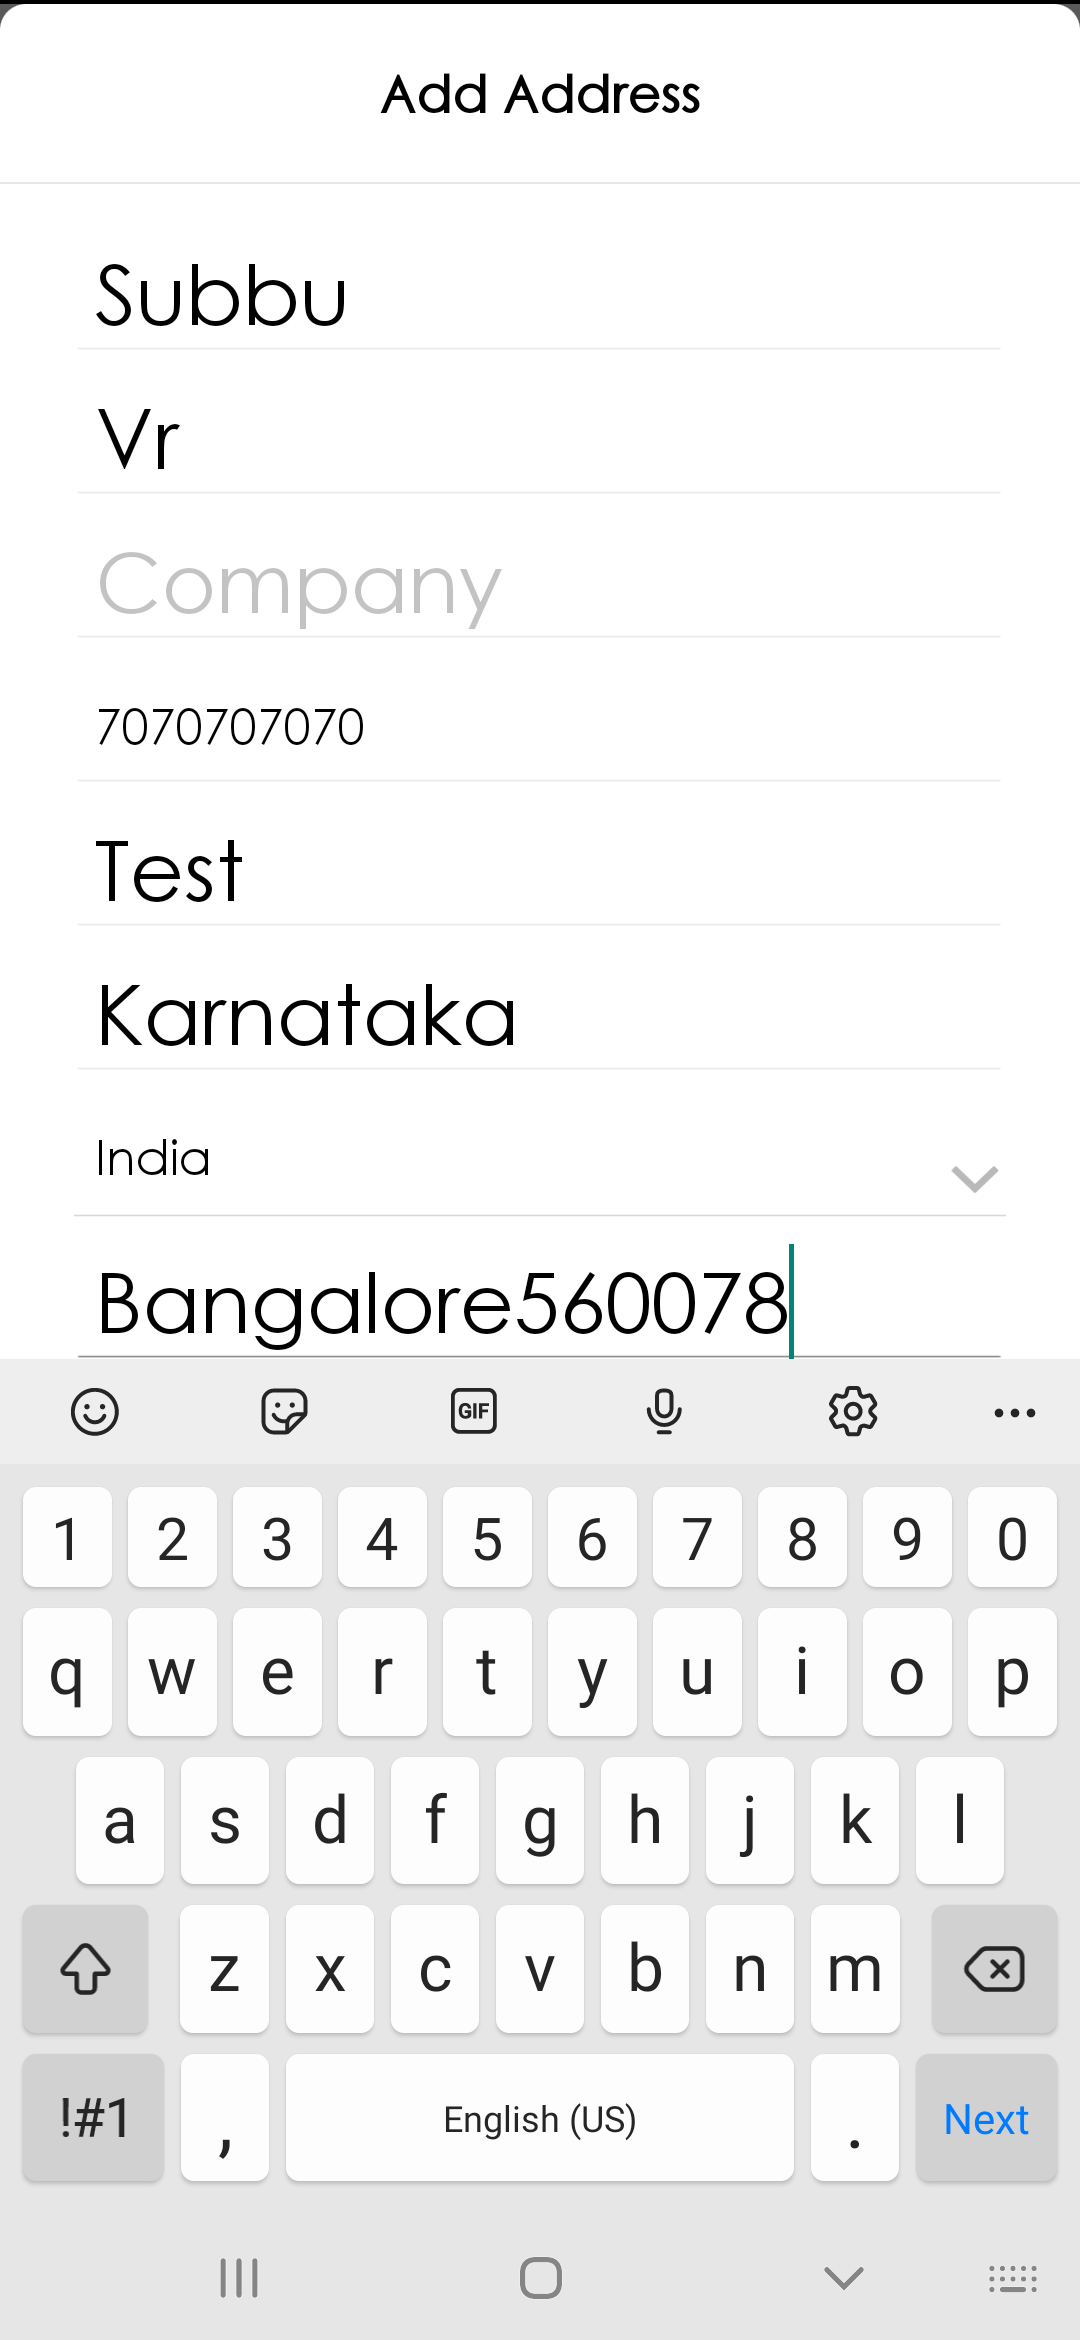 Add Address
Subbu
Vr
Company
7070707070
Test
Karnataka
India
Bangalore560078
GIF
1 2 3 4 5 6 7 8 9 0
q w e r t y u i o p
a s d f g h j k l
z x c v b n m
!#1 , English (US) . Next